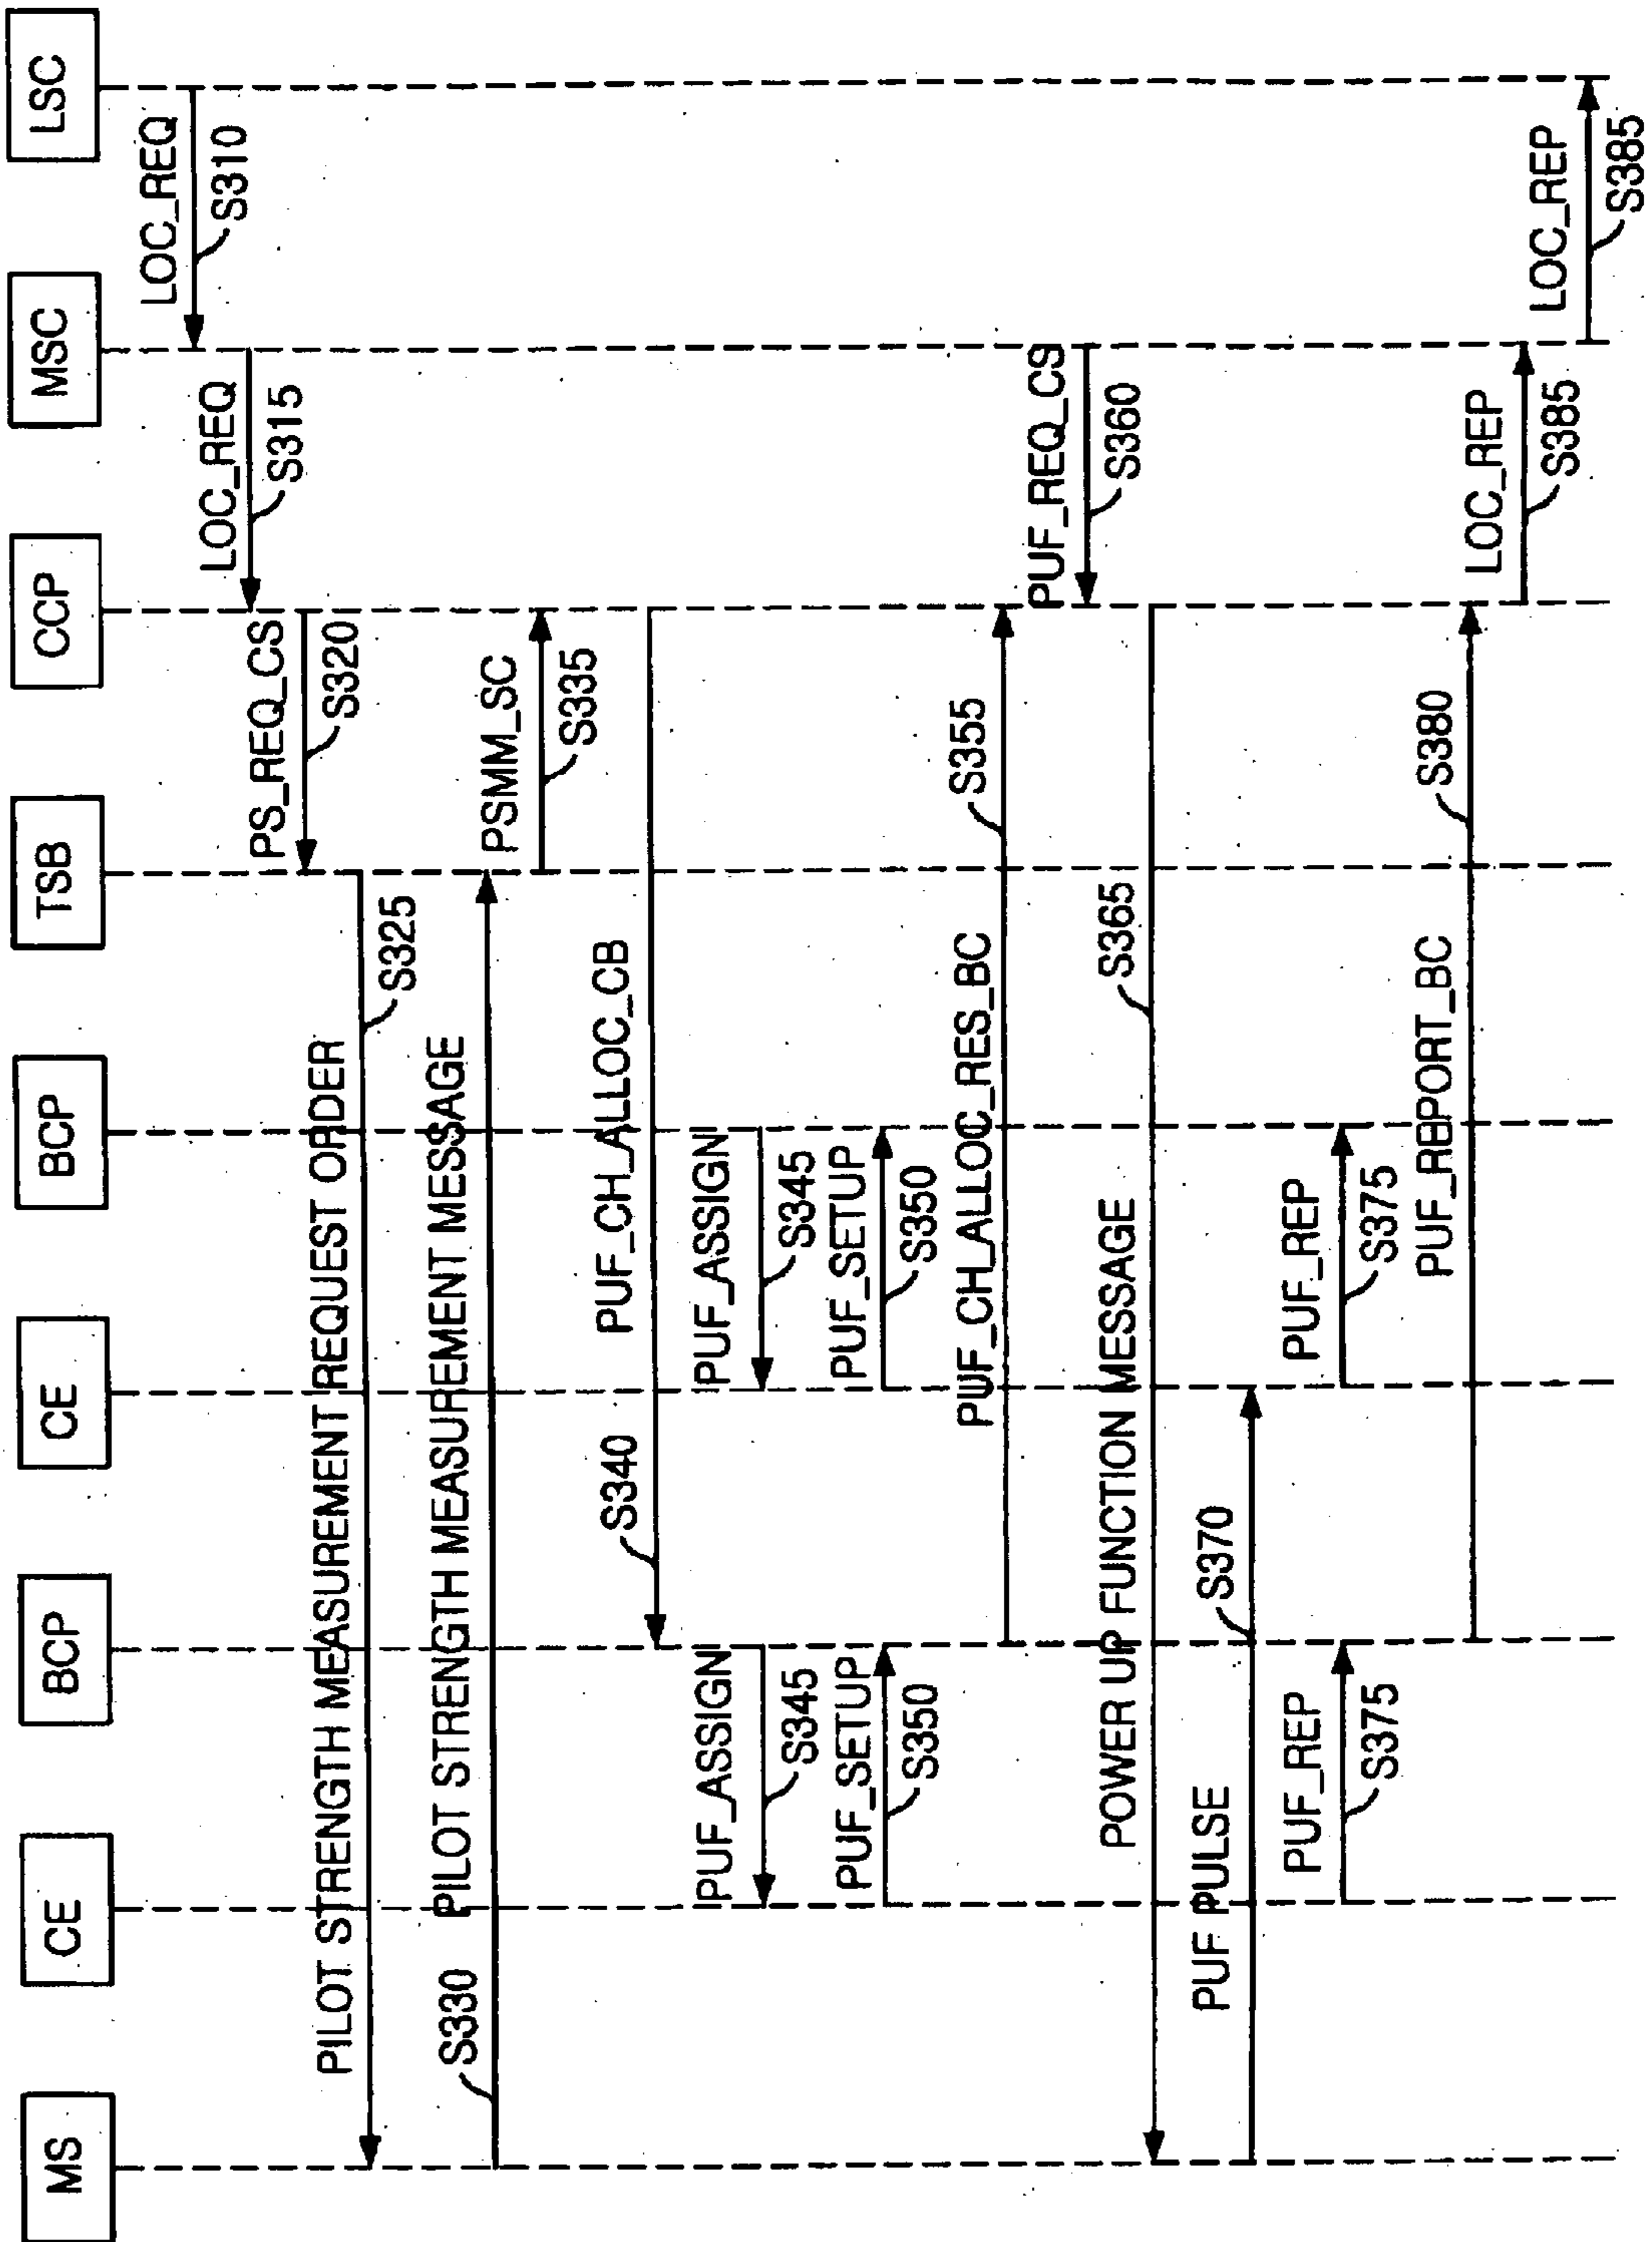 MS
CE
BCP
CE
BCP
TSB
CCP
MSC
LSC
LOC_REQ
S310
LOC_REQ
S315
PS_REQ_CS
S320
PILOT STRENGTH MEASUREMENT REQUEST ORDER
S325
S330
PILOT STRENGTH MEASUREMENT MESSAGE
PSMM_SC
S335
S340
PUF_CH_ALLOC_CB
PUF_ASSIGN
S345
PUF_ASSIGN
S345
PUF_SETUP
S350
PUF_SETUP
S350
PUF_CH_ALLOC_RES_BC
S355
PUF_REQ_CS
S360
POWER UP FUNCTION MESSAGE
S365
PUF PULSE
S370
PUF_REP
S375
PUF_REP
S375
PUF_REPORT_BC
S380
LOC_REP
S385
LOC_REP
S385